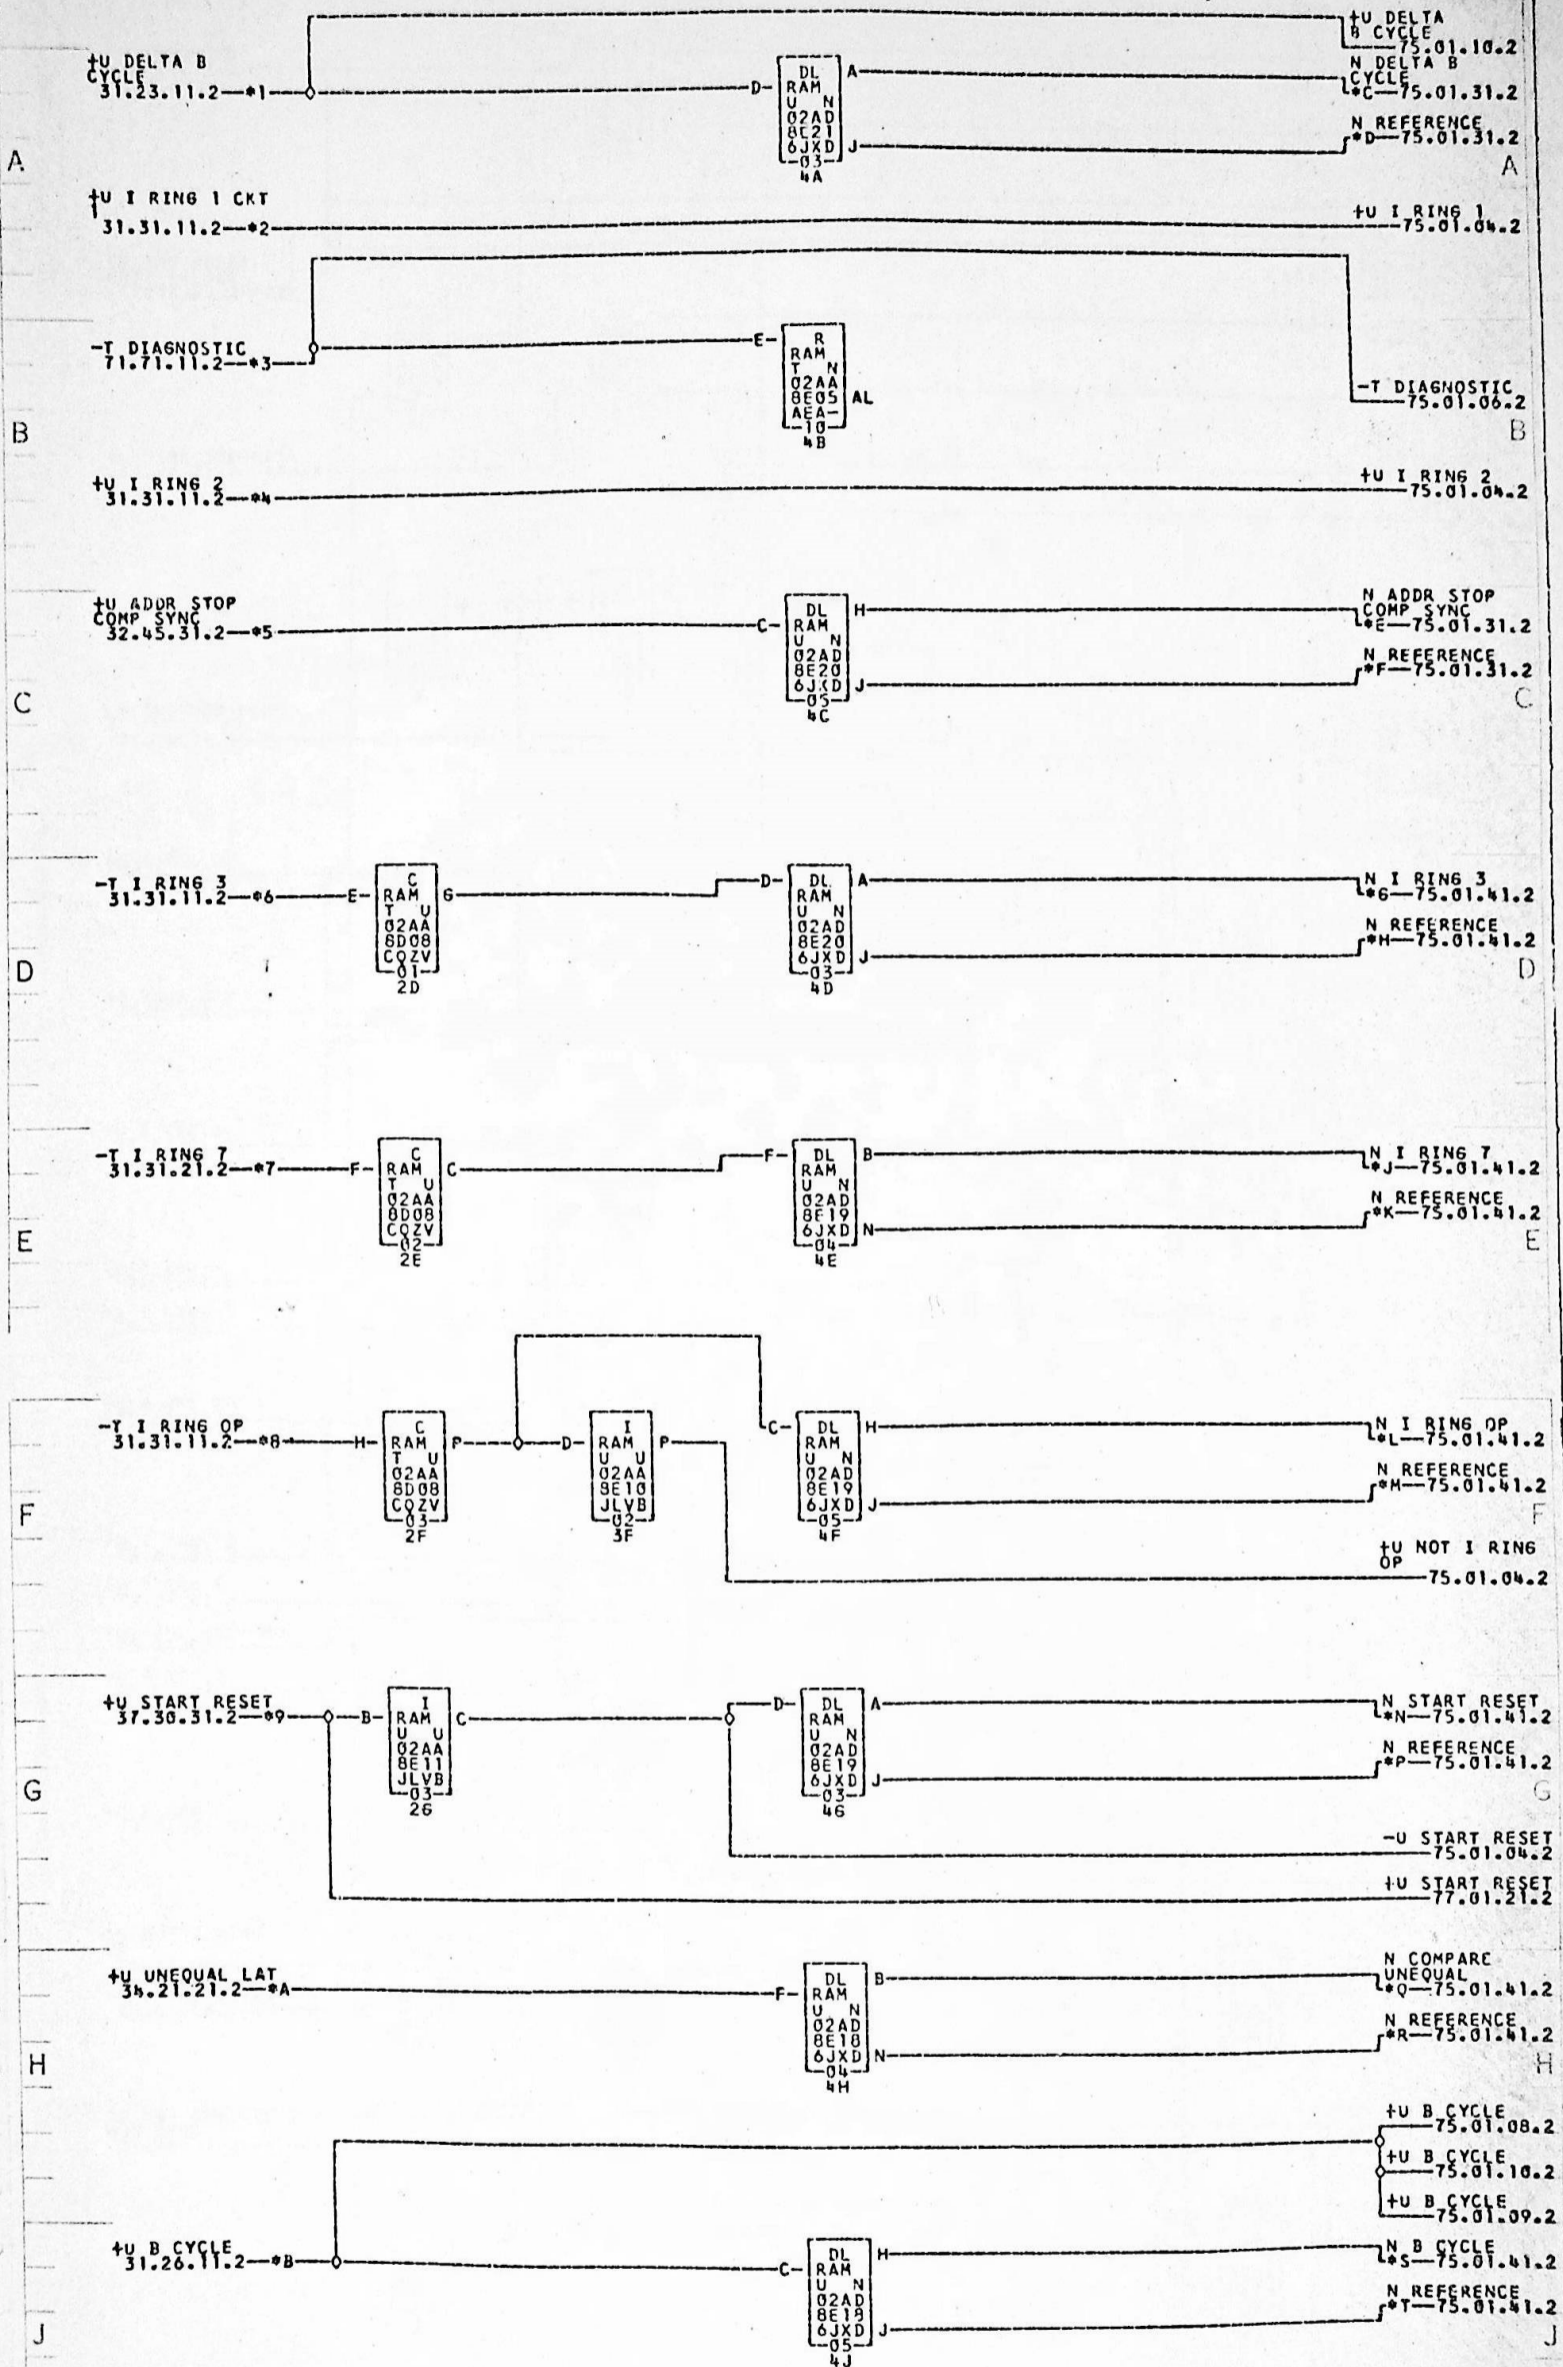 +U DELTA B
CYCLE
31.23.11.2—*1
D
DL
RAM
U N
02AD
8E21
6JXD
03
4A
A
J
+U DELTA
B CYCLE
75.01.10.2
N DELTA B
CYCLE
*C—75.01.31.2
N REFERENCE
*D—75.01.31.2
A
A
+U I RING 1 CKT
1
31.31.11.2—*2
+U I RING 1
75.01.04.2
-T DIAGNOSTIC
71.71.11.2—*3
E
R
RAM
T N
02AA
8E05
AEA-
10
4B
AL
-T DIAGNOSTIC
75.01.06.2
B
B
+U I RING 2
31.31.11.2—*4
+U I RING 2
75.01.04.2
+U ADDR STOP
COMP SYNC
32.45.31.2—*5
C
DL
RAM
U N
02AD
8E20
6JXD
05
4C
H
J
N ADDR STOP
COMP SYNC
*E—75.01.31.2
N REFERENCE
*F—75.01.31.2
C
C
-T I RING 3
31.31.11.2—*6
E
C
RAM
T U
02AA
8D08
CQZV
01
2D
G
D
DL
RAM
U N
02AD
8E20
6JXD
03
4D
A
J
N I RING 3
*G—75.01.41.2
N REFERENCE
*H—75.01.41.2
D
D
-T I RING 7
31.31.21.2—*7
F
C
RAM
T U
02AA
8D08
CQZV
02
2E
C
F
DL
RAM
U N
02AD
8E19
6JXD
04
4E
B
N
N I RING 7
*J—75.01.41.2
N REFERENCE
*K—75.01.41.2
E
E
-T I RING OP
31.31.11.2—*8
H
C
RAM
T U
02AA
8D08
CQZV
03
2F
P
D
I
RAM
U U
02AA
8E10
JLVB
02
3F
P
C
DL
RAM
U N
02AD
8E19
6JXD
05
4F
H
J
N I RING OP
*L—75.01.41.2
N REFERENCE
*M—75.01.41.2
F
F
+U NOT I RING
OP
75.01.04.2
+U START RESET
37.30.31.2—*9
B
I
RAM
U U
02AA
8E11
JLVB
03
2G
C
D
DL
RAM
U N
02AD
8E19
6JXD
03
4G
A
J
N START RESET
*N—75.01.41.2
N REFERENCE
*P—75.01.41.2
G
G
-U START RESET
75.01.04.2
+U START RESET
77.01.21.2
+U UNEQUAL LAT
34.21.21.2—*A
F
DL
RAM
U N
02AD
8E18
6JXD
04
4H
B
N
N COMPARE
UNEQUAL
*Q—75.01.41.2
N REFERENCE
*R—75.01.41.2
H
H
+U B CYCLE
75.01.08.2
+U B CYCLE
75.01.10.2
+U B CYCLE
75.01.09.2
+U B CYCLE
31.26.11.2—*B
C
DL
RAM
U N
02AD
8E18
6JXD
05
4J
H
J
N B CYCLE
*S—75.01.41.2
N REFERENCE
*T—75.01.41.2
J
J